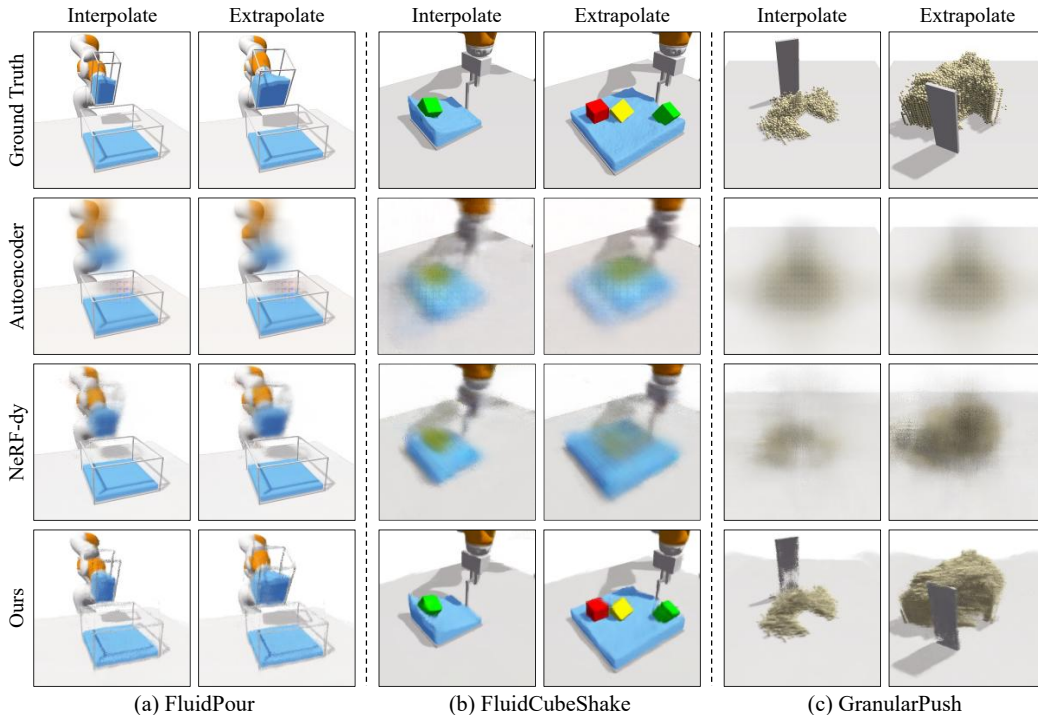 Interpolate Extrapolate Interpolate Extrapolate Interpolate Extrapolate
Ground Truth
Autoencoder
NeRF-dy
Ours
(a) FluidPour (b) FluidCubeShake (c) GranularPush